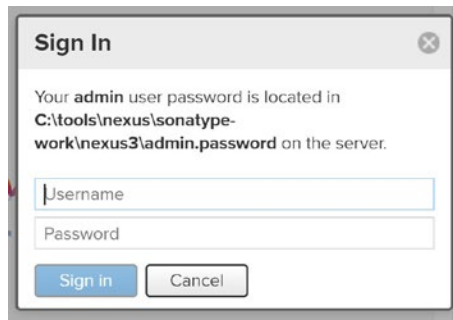 Sign In
Your admin user password is located in
C:\tools\nexus\sonatype-
work\nexus3\admin.password on the server.
Username
Password
Sign in
Cancel